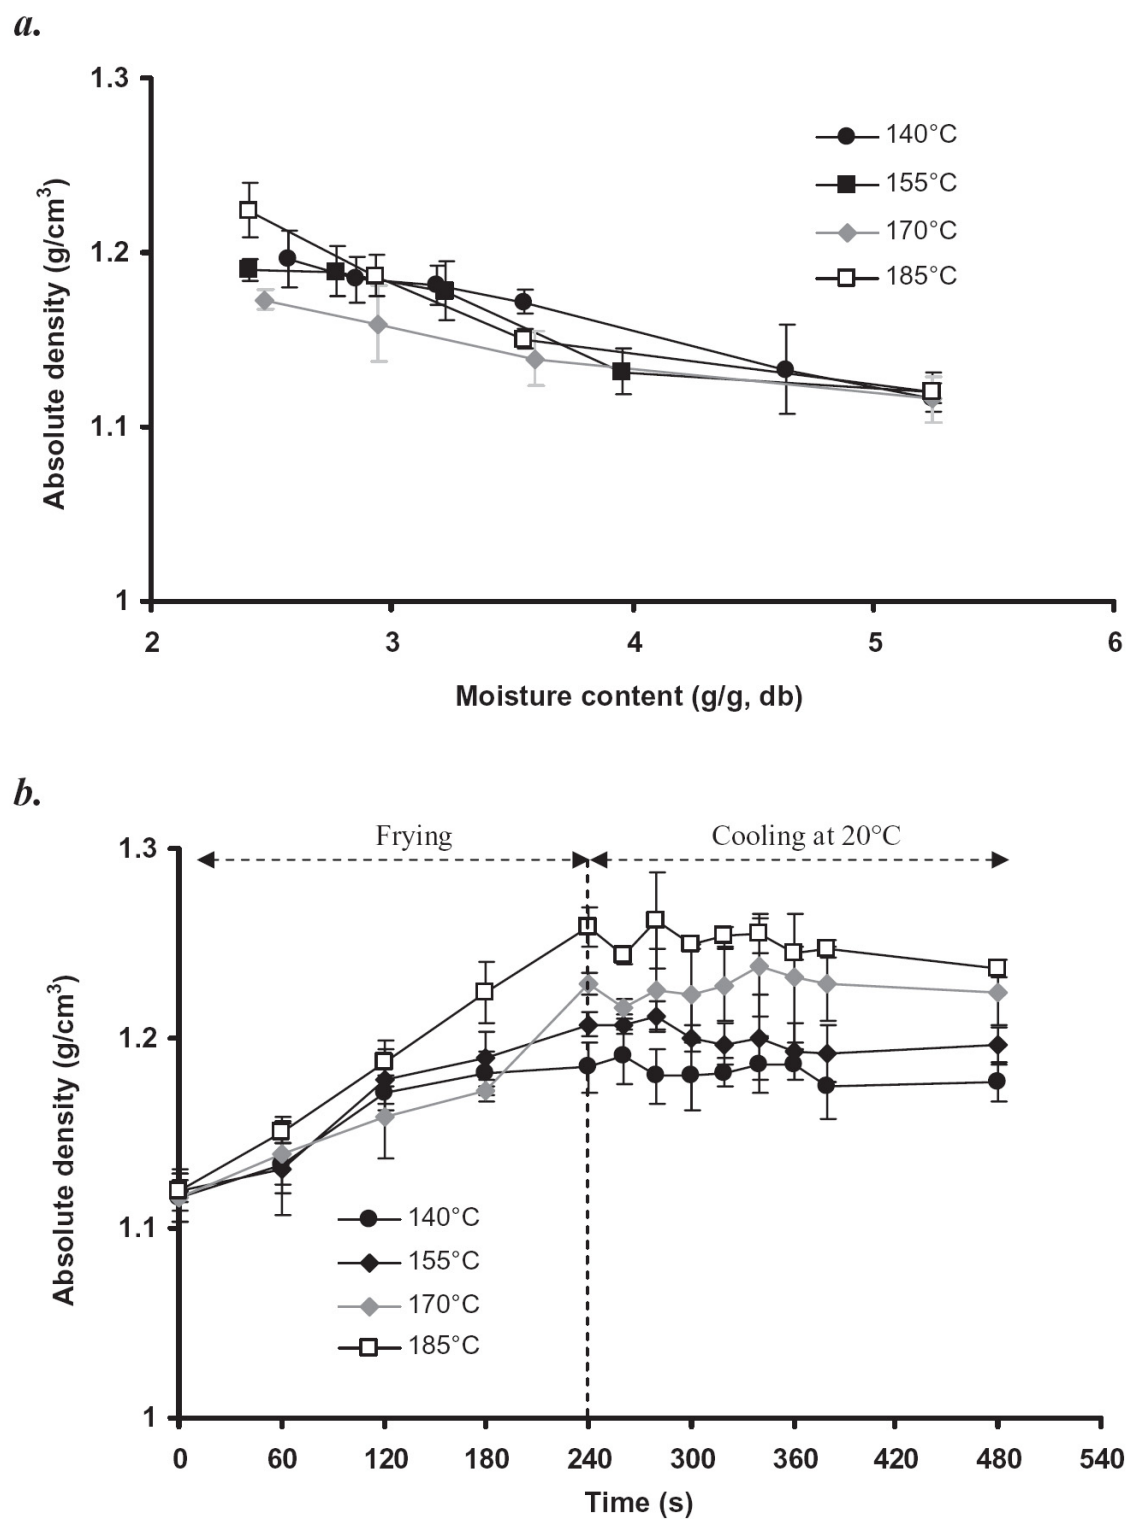 a.
1.3
1.2
1.1
1
Absolute density (g/cm³)
140°C
155°C
170°C
185°C
2 3 4 5 6
Moisture content (g/g, db)
b.
Frying Cooling at 20°C
1.3
1.2
1.1
1
Absolute density (g/cm³)
140°C
155°C
170°C
185°C
0 60 120 180 240 300 360 420 480 540
Time (s)